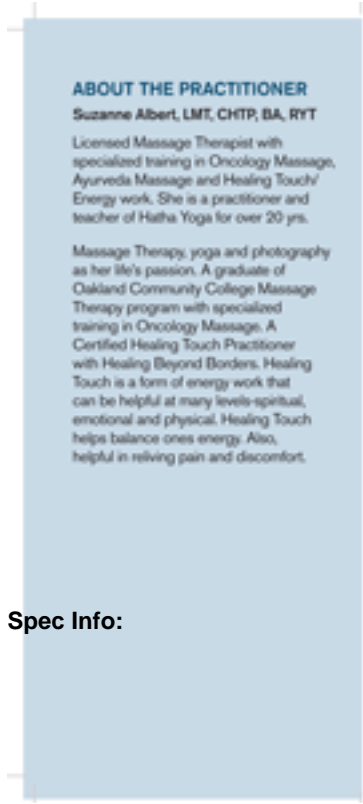 ABOUT THE PRACTITIONER
Suzanne Albert, LMT, CHTP, BA, RYT
Licensed Massage Therapist with
specialized training in Oncology Massage,
Ayurveda Massage and Healing Touch/
Energy work. She is a practitioner and
teacher of Hatha Yoga for over 20 yrs.
Massage Therapy, yoga and photography
as her life's passion. A graduate of
Oakland Community College Massage
Therapy program with specialized
training in Oncology Massage. A
Certified Healing Touch Practitioner
with Healing Beyond Borders. Healing
Touch is a form of energy work that
can be helpful at many levels-spiritual,
emotional and physical. Healing Touch
helps balance ones energy. Also,
helpful in reliving pain and discomfort.
Spec Info: